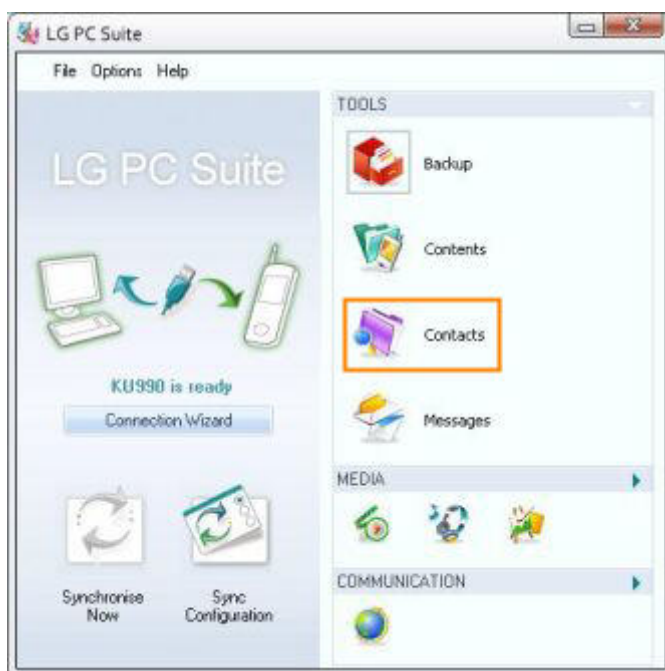 LG PC Suite
File Options Help
LG PC Suite
KU990 is ready
Connection Wizard
Synchronise
Now
Sync
Configuration
TOOLS
Backup
Contents
Contacts
Messages
MEDIA
COMMUNICATION